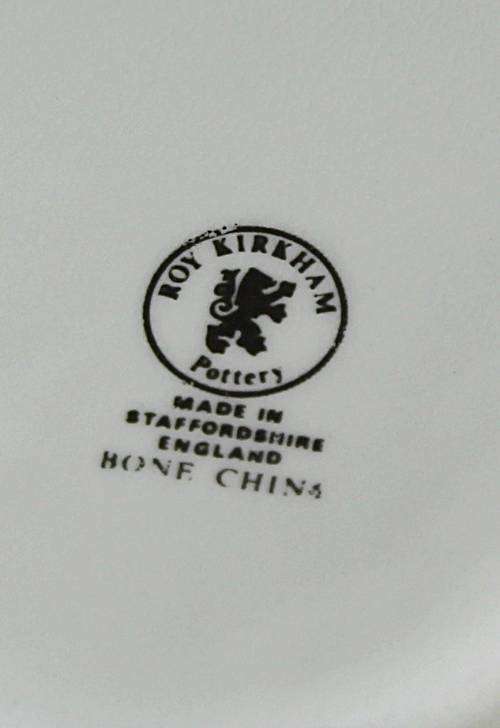 ROY KIRKHAM
Pottery
MADE IN
STAFFORDSHIRE
ENGLAND
BONE CHINA